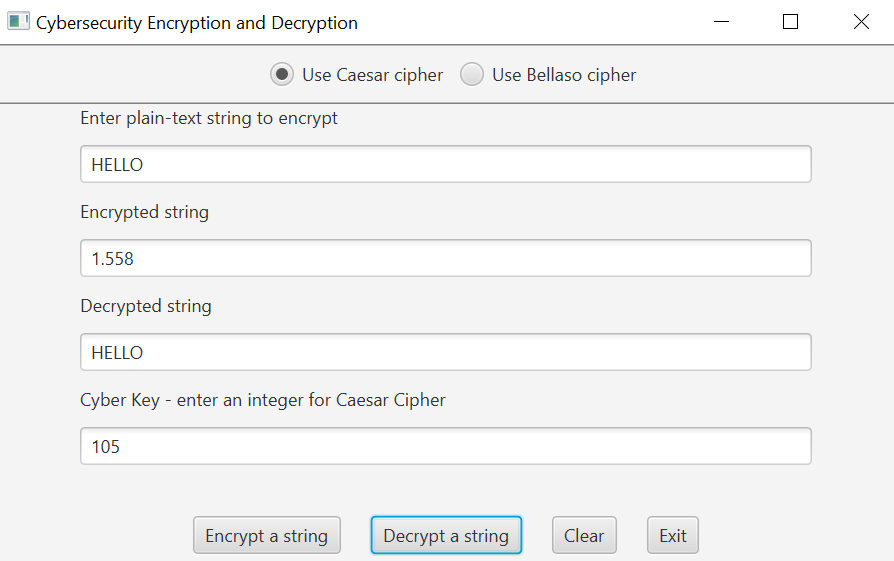 Cybersecurity Encryption and Decryption
Use Caesar cipher Use Bellaso cipher
Enter plain-text string to encrypt
HELLO
Encrypted string
1.558
Decrypted string
HELLO
Cyber Key - enter an integer for Caesar Cipher
105
Encrypt a string Decrypt a string Clear Exit